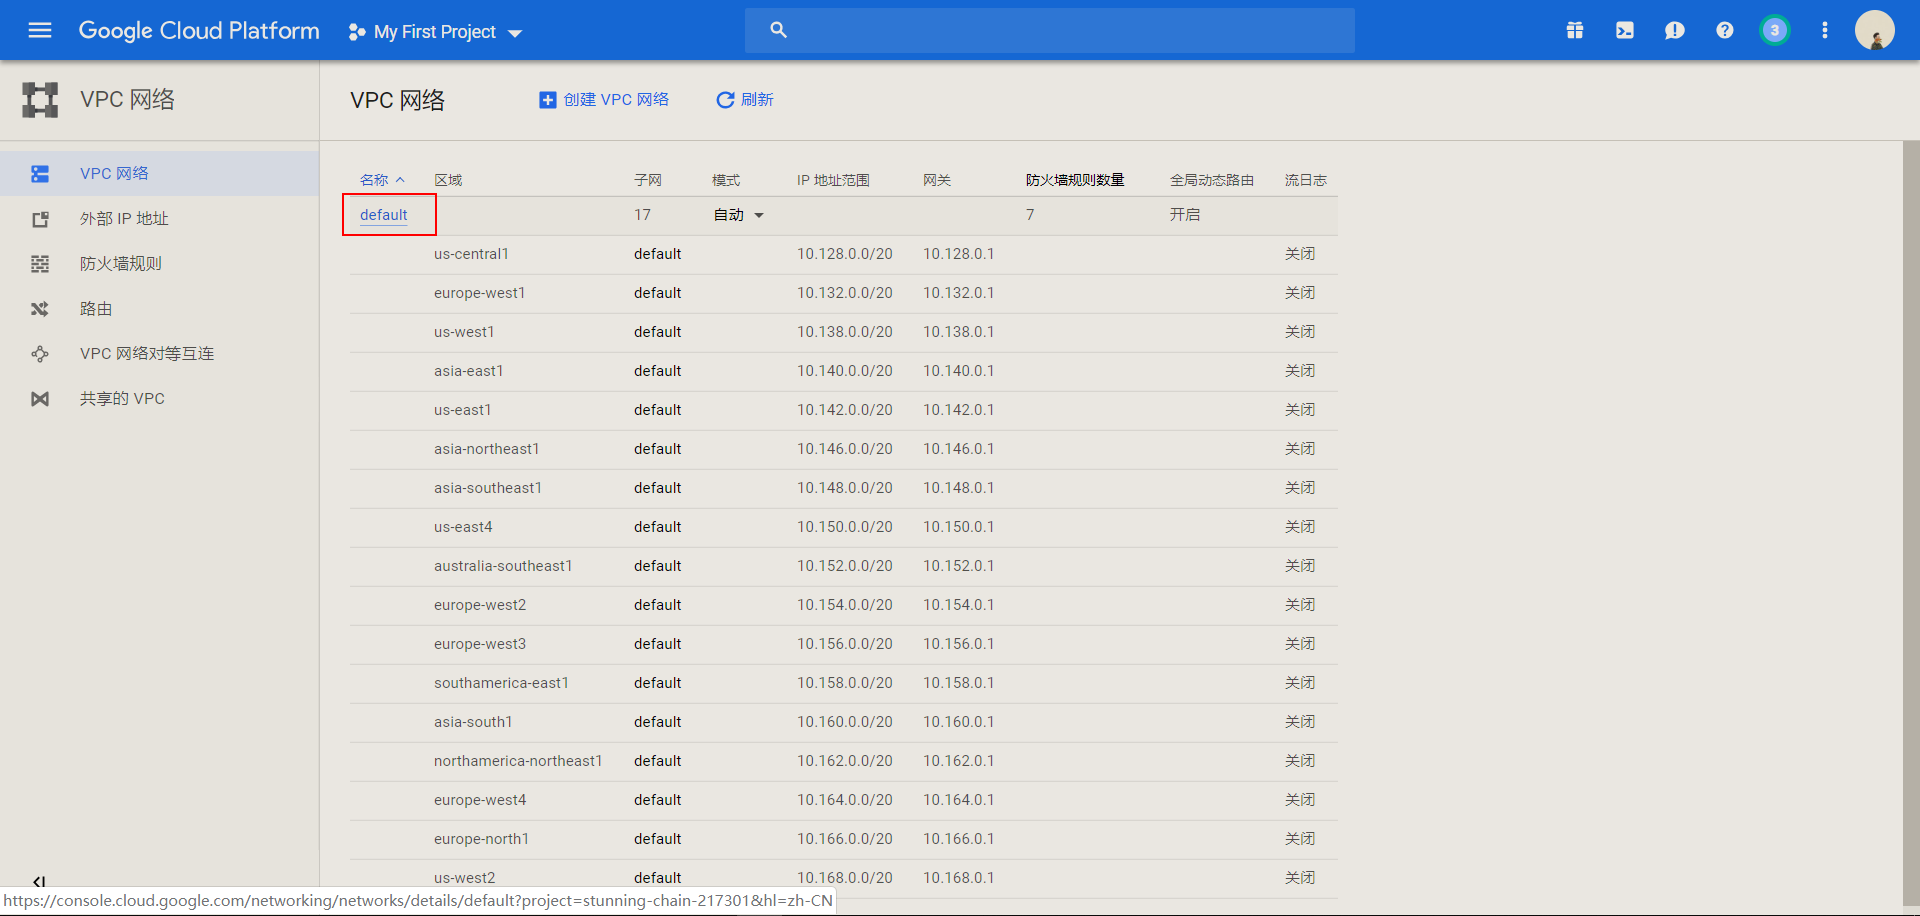 Google Cloud Platform My First Project 3
VPC 网络
VPC 网络 创建 VPC 网络 刷新
VPC 网络
外部 IP 地址
防火墙规则
路由
VPC 网络对等互连
共享的 VPC
名称 区域 子网 模式 IP 地址范围 网关 防火墙规则数量 全局动态路由 流日志
default 17 自动 7 开启
us-central1 default 10.128.0.0/20 10.128.0.1 关闭
europe-west1 default 10.132.0.0/20 10.132.0.1 关闭
us-west1 default 10.138.0.0/20 10.138.0.1 关闭
asia-east1 default 10.140.0.0/20 10.140.0.1 关闭
us-east1 default 10.142.0.0/20 10.142.0.1 关闭
asia-northeast1 default 10.146.0.0/20 10.146.0.1 关闭
asia-southeast1 default 10.148.0.0/20 10.148.0.1 关闭
us-east4 default 10.150.0.0/20 10.150.0.1 关闭
australia-southeast1 default 10.152.0.0/20 10.152.0.1 关闭
europe-west2 default 10.154.0.0/20 10.154.0.1 关闭
europe-west3 default 10.156.0.0/20 10.156.0.1 关闭
southamerica-east1 default 10.158.0.0/20 10.158.0.1 关闭
asia-south1 default 10.160.0.0/20 10.160.0.1 关闭
northamerica-northeast1 default 10.162.0.0/20 10.162.0.1 关闭
europe-west4 default 10.164.0.0/20 10.164.0.1 关闭
europe-north1 default 10.166.0.0/20 10.166.0.1 关闭
us-west2 default 10.168.0.0/20 10.168.0.1 关闭
https://console.cloud.google.com/networking/networks/details/default?project=stunning-chain-217301&hl=zh-CN